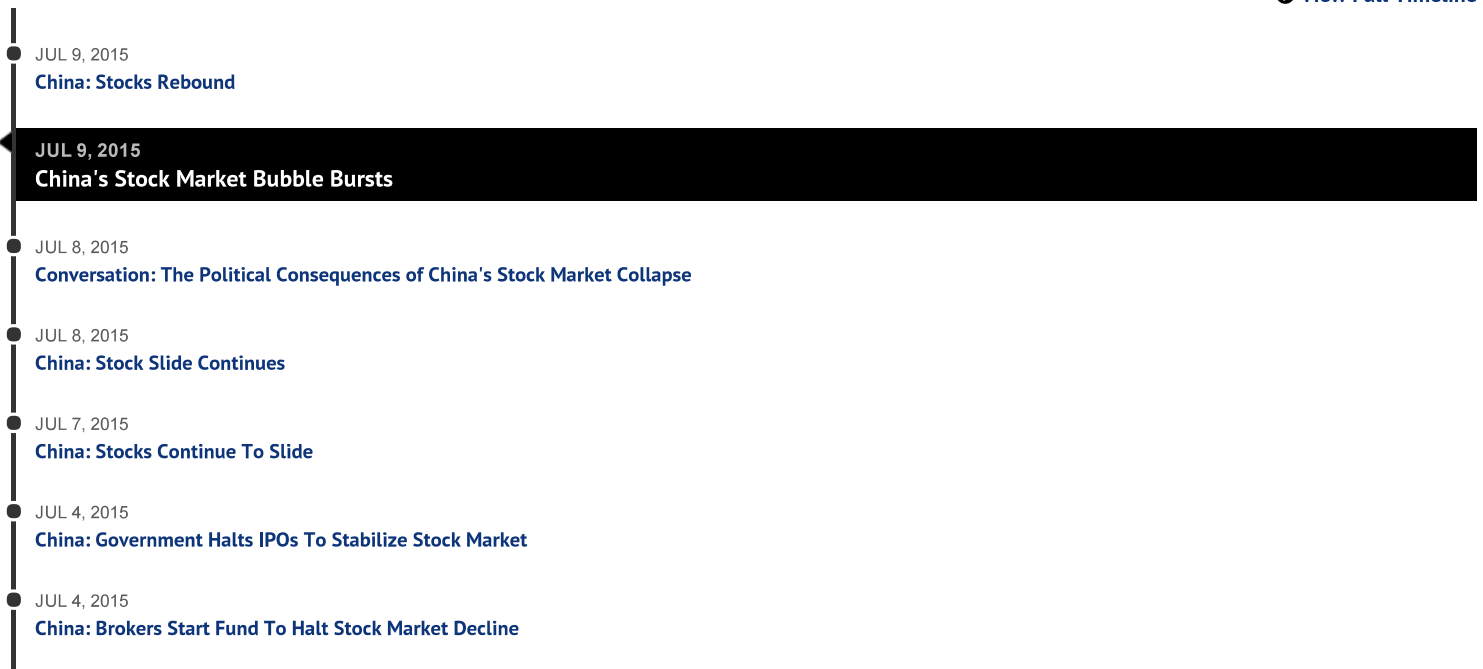 View Full Timeline
JUL 9, 2015
China: Stocks Rebound
JUL 9, 2015
China's Stock Market Bubble Bursts
JUL 8, 2015
Conversation: The Political Consequences of China's Stock Market Collapse
JUL 8, 2015
China: Stock Slide Continues
JUL 7, 2015
China: Stocks Continue To Slide
JUL 4, 2015
China: Government Halts IPOs To Stabilize Stock Market
JUL 4, 2015
China: Brokers Start Fund To Halt Stock Market Decline